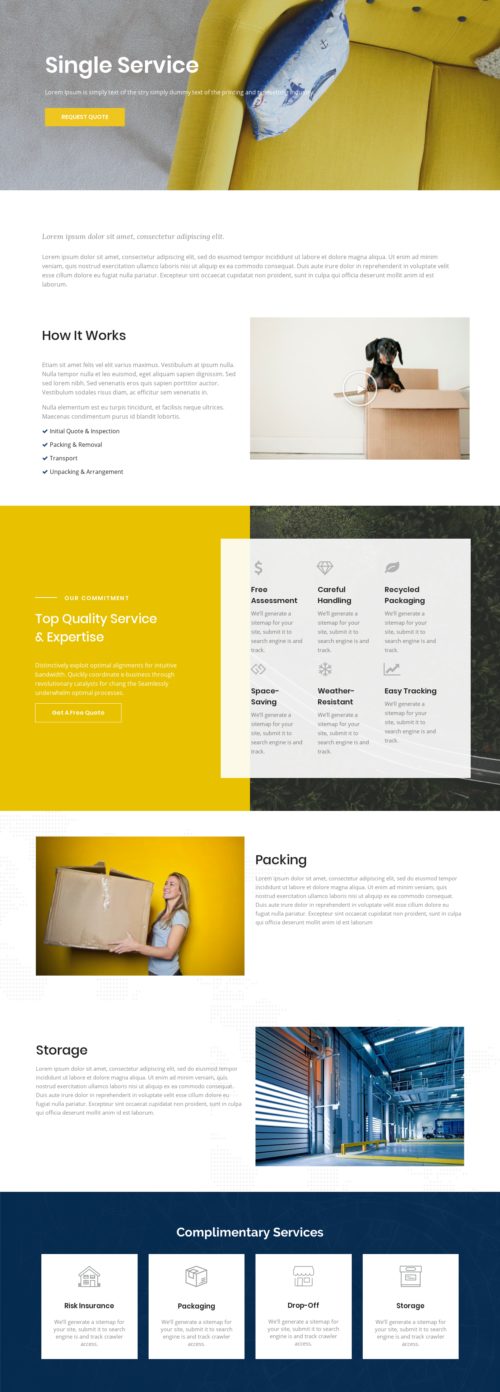 Single Service
Lorem Ipsum is simply text of the stry simply dummy text of the printing and typesetting industry.
REQUEST QUOTE
Lorem ipsum dolor sit amet, consectetur adipiscing elit.
Lorem ipsum dolor sit amet, consectetur adipiscing elit, sed do eiusmod tempor incididunt ut labore et dolore magna aliqua. Ut enim ad minim
veniam, quis nostrud exercitation ullamco laboris nisi ut aliquip ex ea commodo consequat. Duis aute irure dolor in reprehenderit in voluptate velit
esse cillum dolore eu fugiat nulla pariatur. Excepteur sint occaecat cupidatat non proident, sunt in culpa qui officia deserunt mollit anim id est
laborum.
How It Works
Etiam sit amet felis vel elit varius maximus. Vestibulum at ipsum nulla.
Nulla tempor nulla et leo euismod, eget aliquam sapien dignissim. Sed
sed lorem nibh. Sed venenatis eros quis sapien porttitor auctor.
Vestibulum sodales risus diam, ac efficitur sem venenatis in.
Nulla elementum est eu turpis tincidunt, et facilisis neque ultrices.
Maecenas condimentum purus id blandit lobortis.
Initial Quote & Inspection
Packing & Removal
Transport
Unpacking & Arrangement
OUR COMMITMENT
Top Quality Service
& Expertise
Distinctively exploit optimal alignments for intuitive
bandwidth. Quickly coordinate e-business through
revolutionary catalysts for chang the Seamlessly
underwhelm optimal processes.
Get A Free Quote
Free
Assessment
We'll generate a
sitemap for your
site, submit it to
search engine is and
track.
Careful
Handling
We'll generate a
sitemap for your
site, submit it to
search engine is and
track.
Recycled
Packaging
We'll generate a
sitemap for your
site, submit it to
search engine is and
track.
Space-
Saving
We'll generate a
sitemap for your
site, submit it to
search engine is and
track.
Weather-
Resistant
We'll generate a
sitemap for your
site, submit it to
search engine is and
track.
Easy Tracking
We'll generate a
sitemap for your
site, submit it to
search engine is and
track.
Packing
Lorem ipsum dolor sit amet, consectetur adipiscing elit, sed do eiusmod tempor
incididunt ut labore et dolore magna aliqua. Ut enim ad minim veniam, quis
nostrud exercitation ullamco laboris nisi ut aliquip ex ea commodo consequat.
Duis aute irure dolor in reprehenderit in voluptate velit esse cillum dolore eu
fugiat nulla pariatur. Excepteur sint occaecat cupidatat non proident, sunt in culpa
qui officia deserunt mollit anim id est laborum
Storage
Lorem ipsum dolor sit amet, consectetur adipiscing elit, sed do eiusmod tempor
incididunt ut labore et dolore magna aliqua. Ut enim ad minim veniam, quis
nostrud exercitation ullamco laboris nisi ut aliquip ex ea commodo consequat.
Duis aute irure dolor in reprehenderit in voluptate velit esse cillum dolore eu
fugiat nulla pariatur. Excepteur sint occaecat cupidatat non proident, sunt in culpa
qui officia deserunt mollit anim id est laborum.
Complimentary Services
Risk Insurance
We'll generate a sitemap for
your site, submit it to search
engine is and track crawler
access.
Packaging
We'll generate a sitemap for
your site, submit it to search
engine is and track crawler
access.
Drop-Off
We'll generate a sitemap for
your site, submit it to search
engine is and track crawler
access.
Storage
We'll generate a sitemap for
your site, submit it to search
engine is and track crawler
access.